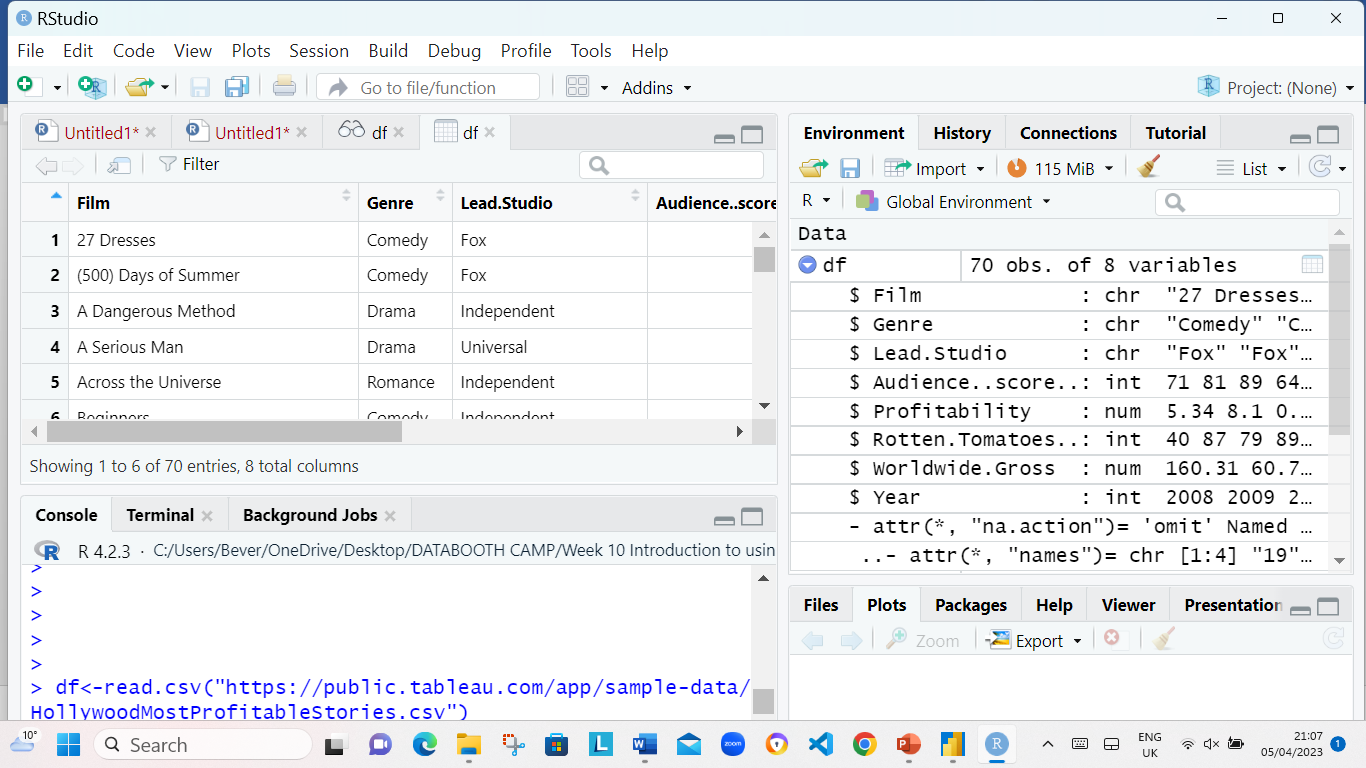 RStudio
File Edit Code View Plots Session Build Debug Profile Tools Help
Go to file/function Addins Project: (None)
Untitled1* Untitled1* df df
Filter
Film Genre Lead.Studio Audience..score
1 27 Dresses Comedy Fox
2 (500) Days of Summer Comedy Fox
3 A Dangerous Method Drama Independent
4 A Serious Man Drama Universal
5 Across the Universe Romance Independent
6 Beginners Comedy Independent
Showing 1 to 6 of 70 entries, 8 total columns
Console Terminal Background Jobs
R 4.2.3 · C:/Users/Bever/OneDrive/Desktop/DATABOOTH CAMP/Week 10 Introduction to usin
>
>
>
>
>
> df<-read.csv("https://public.tableau.com/app/sample-data/
HollywoodMostProfitableStories.csv")
Environment History Connections Tutorial
Import 115 MiB List
R Global Environment
Data
df 70 obs. of 8 variables
$ Film : chr "27 Dresses…
$ Genre : chr "Comedy" "C…
$ Lead.Studio : chr "Fox" "Fox"…
$ Audience..score..: int 71 81 89 64…
$ Profitability : num 5.34 8.1 0.…
$ Rotten.Tomatoes..: int 40 87 79 89…
$ Worldwide.Gross : num 160.31 60.7…
$ Year : int 2008 2009 2…
- attr(*, "na.action")= 'omit' Named …
..- attr(*, "names")= chr [1:4] "19"…
Files Plots Packages Help Viewer Presentation
Zoom Export
10° Search zoom ENG 21:07
UK 05/04/2023 1